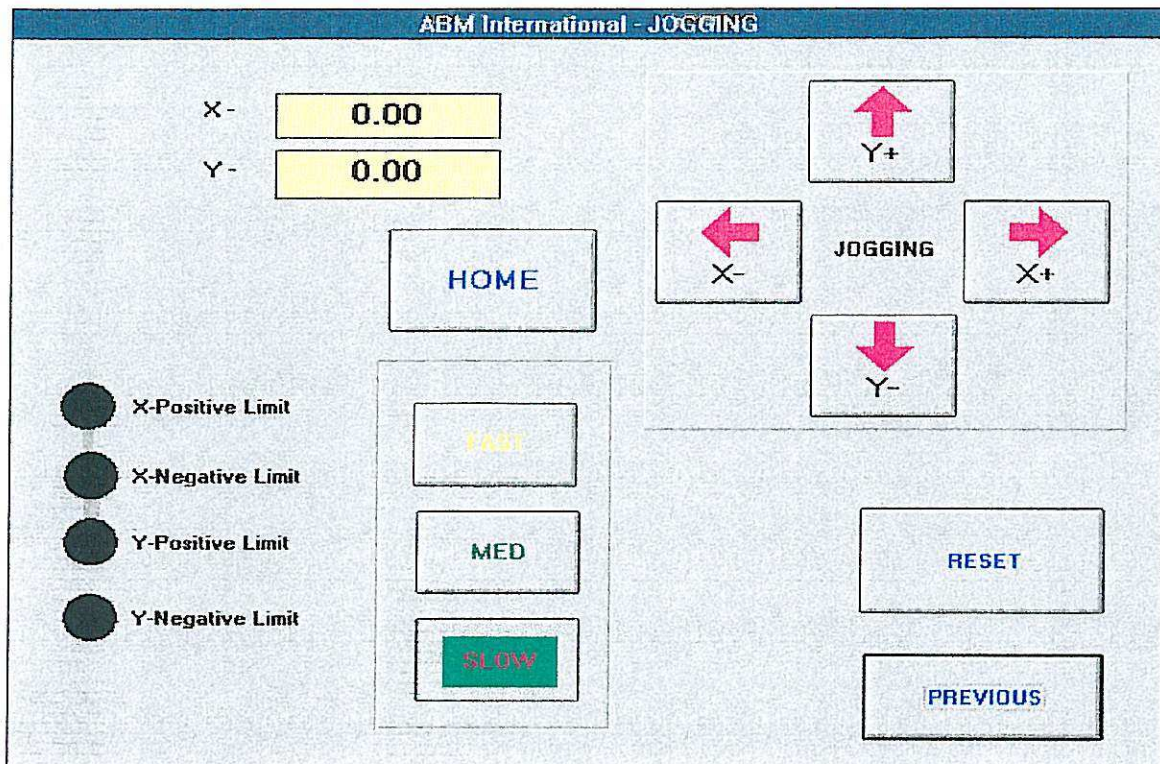 ABM International - JOGGING
X- 0.00
Y- 0.00
HOME
Y+
X-
JOGGING
X+
Y-
X-Positive Limit
X-Negative Limit
Y-Positive Limit
Y-Negative Limit
FAST
MED
SLOW
RESET
PREVIOUS